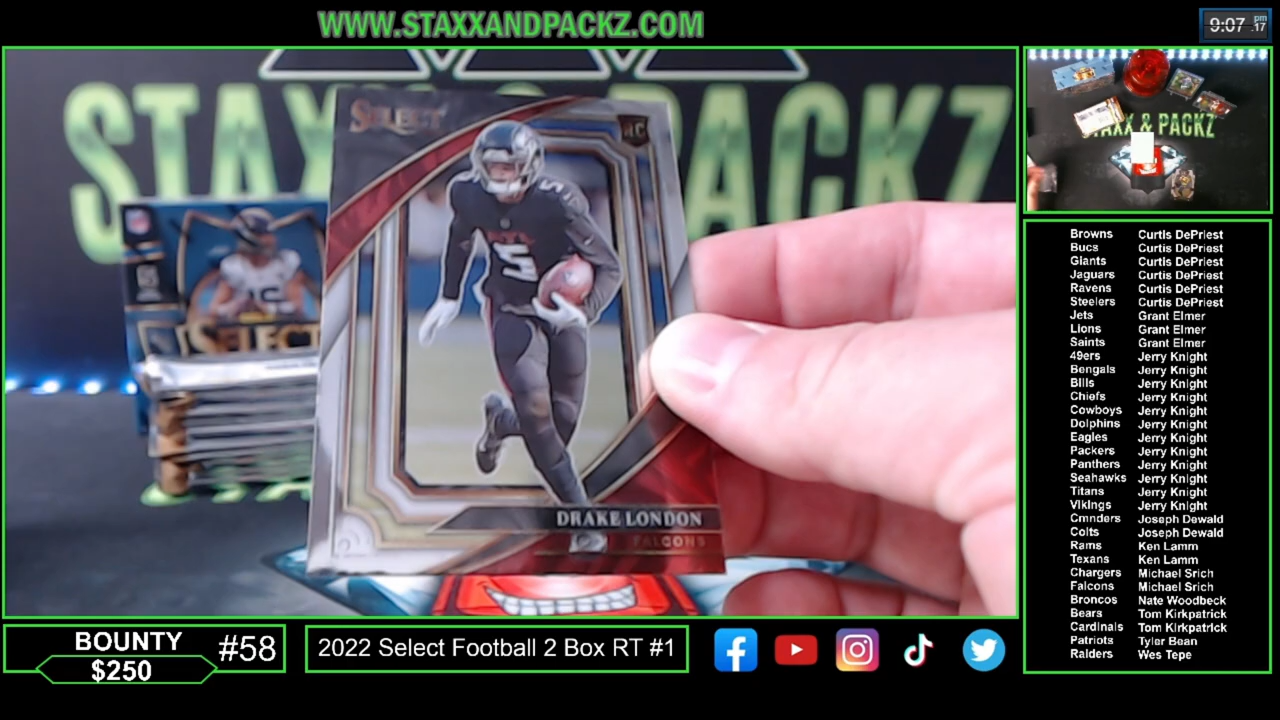 WWW.STAXXANDPACKZ.COM
9:07 pm .17
STAXX & PACKZ
SELECT
RC
5
DRAKE LONDON
FALCONS
SELECT
STAXX & PACKZ
Browns Curtis DePriest
Bucs Curtis DePriest
Giants Curtis DePriest
Jaguars Curtis DePriest
Ravens Curtis DePriest
Steelers Curtis DePriest
Jets Grant Elmer
Lions Grant Elmer
Saints Grant Elmer
49ers Jerry Knight
Bengals Jerry Knight
BIlls Jerry Knight
Chiefs Jerry Knight
Cowboys Jerry Knight
Dolphins Jerry Knight
Eagles Jerry Knight
Packers Jerry Knight
Panthers Jerry Knight
Seahawks Jerry Knight
Titans Jerry Knight
Vikings Jerry Knight
Cmnders Joseph Dewald
Colts Joseph Dewald
Rams Ken Lamm
Texans Ken Lamm
Chargers Michael Srich
Falcons Michael Srich
Broncos Nate Woodbeck
Bears Tom Kirkpatrick
Cardinals Tom Kirkpatrick
Patriots Tyler Bean
Raiders Wes Tepe
BOUNTY
$250
#58
2022 Select Football 2 Box RT #1